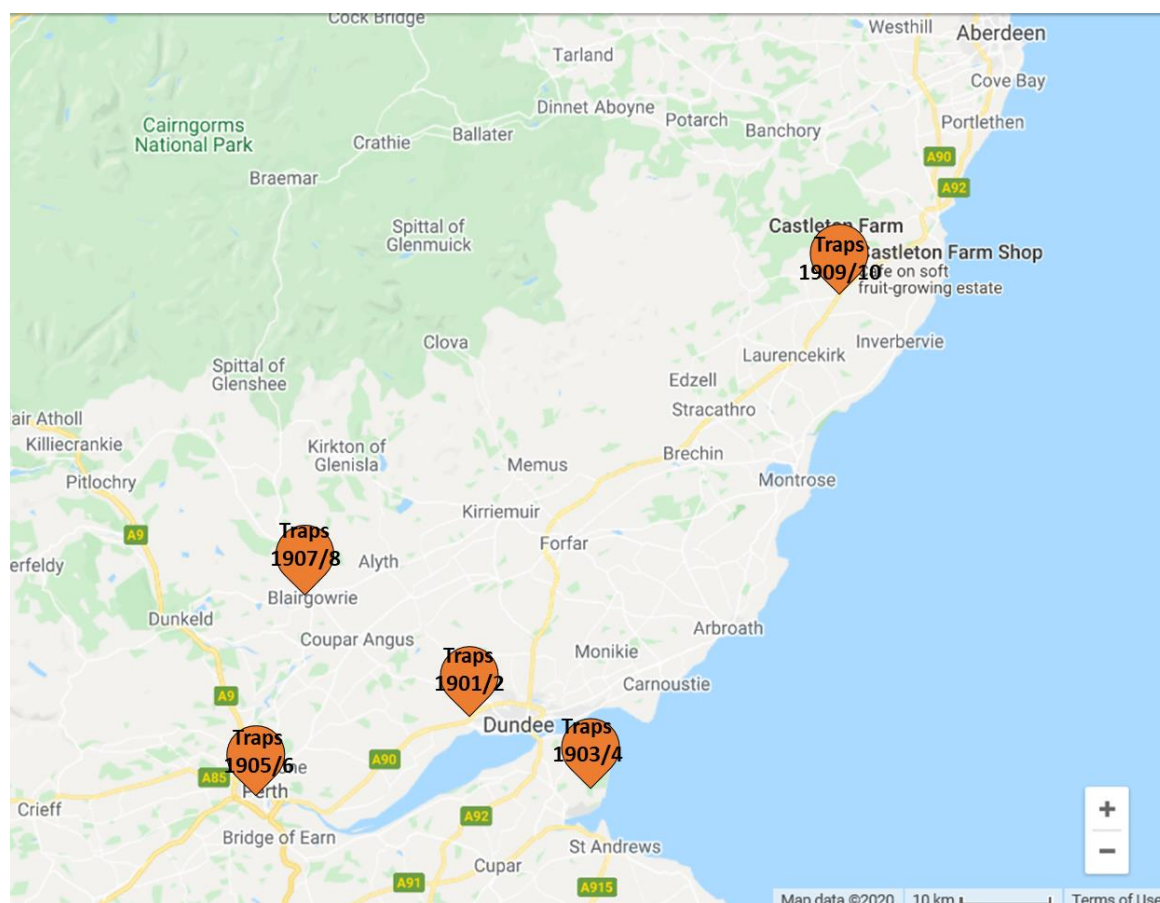 Cock Bridge
Westhill
Aberdeen
Tarland
Cove Bay
Dinnet Aboyne
Potarch
Portlethen
Cairngorms
National Park
Ballater
Banchory
Crathie
A90
Braemar
A92
Spittal of
Glenmuick
Castleton Farm
Traps
1909/10
Castleton Farm Shop
Cafe on soft
fruit-growing estate
Clova
Inverbervie
Laurencekirk
Spittal of
Glenshee
Edzell
Stracathro
air Atholl
Killiecrankie
Kirkton of
Glenisla
Brechin
Memus
Pitlochry
Montrose
Kirriemuir
A9
Traps
1907/8
Forfar
erfeldy
Alyth
Blairgowrie
Dunkeld
Arbroath
Coupar Angus
Monikie
Traps
1901/2
Carnoustie
A9
Dundee
Traps
1903/4
Traps
1905/6
ne
A90
A85
Perth
Crieff
A92
Bridge of Earn
St Andrews
Cupar
A91
A915
+
−
Map data ©2020
10 km
Terms of Use